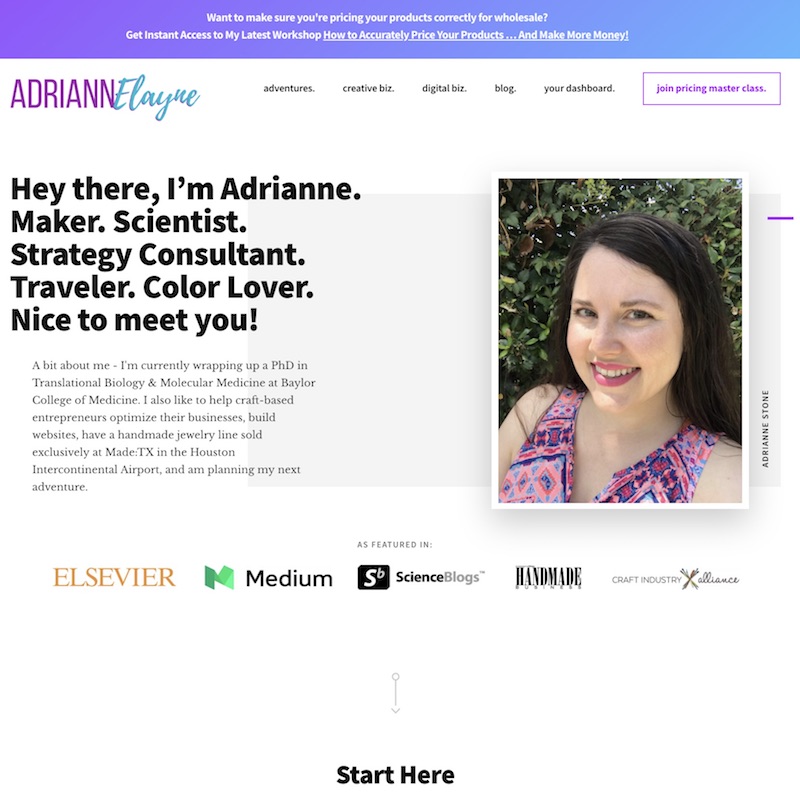 Want to make sure you're pricing your products correctly for wholesale?
Get Instant Access to My Latest Workshop How to Accurately Price Your Products … And Make More Money!
ADRIANN Elayne
adventures.
creative biz.
digital biz.
blog.
your dashboard.
join pricing master class.
Hey there, I’m Adrianne.
Maker. Scientist.
Strategy Consultant.
Traveler. Color Lover.
Nice to meet you!
A bit about me - I'm currently wrapping up a PhD in
Translational Biology & Molecular Medicine at Baylor
College of Medicine. I also like to help craft-based
entrepreneurs optimize their businesses, build
websites, have a handmade jewelry line sold
exclusively at Made:TX in the Houston
Intercontinental Airport, and am planning my next
adventure.
ADRIANNE STONE
AS FEATURED IN:
ELSEVIER
Medium
Sb ScienceBlogs™
HANDMADE
BUSINESS
CRAFT INDUSTRY alliance
Start Here